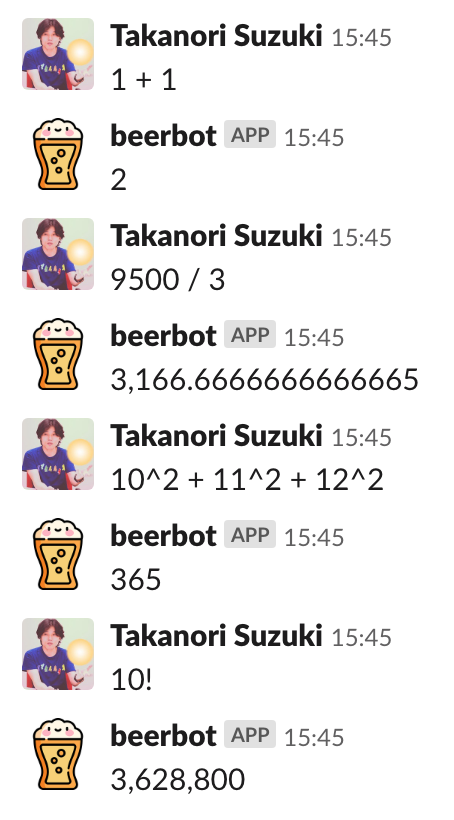 Takanori Suzuki 15:45
1 + 1
beerbot APP 15:45
2
Takanori Suzuki 15:45
9500 / 3
beerbot APP 15:45
3,166.6666666666665
Takanori Suzuki 15:45
10^2 + 11^2 + 12^2
beerbot APP 15:45
365
Takanori Suzuki 15:45
10!
beerbot APP 15:45
3,628,800